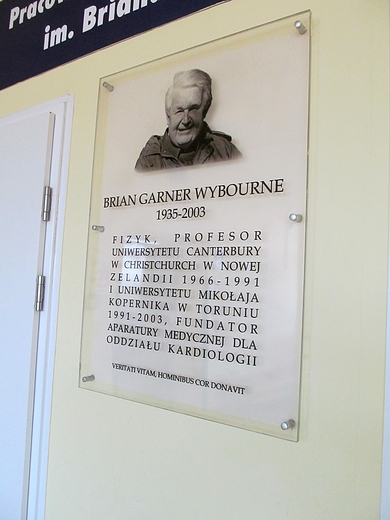 im. Brian
BRIAN GARNER WYBOURNE
1935-2003
FIZYK, PROFESOR
UNIWERSYTETU CANTERBURY
W CHRISTCHURCH W NOWEJ
ZELANDII 1966-1991
I UNIWERSYTETU MIKOŁAJA
KOPERNIKA W TORUNIU
1991-2003, FUNDATOR
APARATURY MEDYCZNEJ DLA
ODDZIAŁU KARDIOLOGII
VERITATI VITAM, HOMINIBUS COR DONAVIT